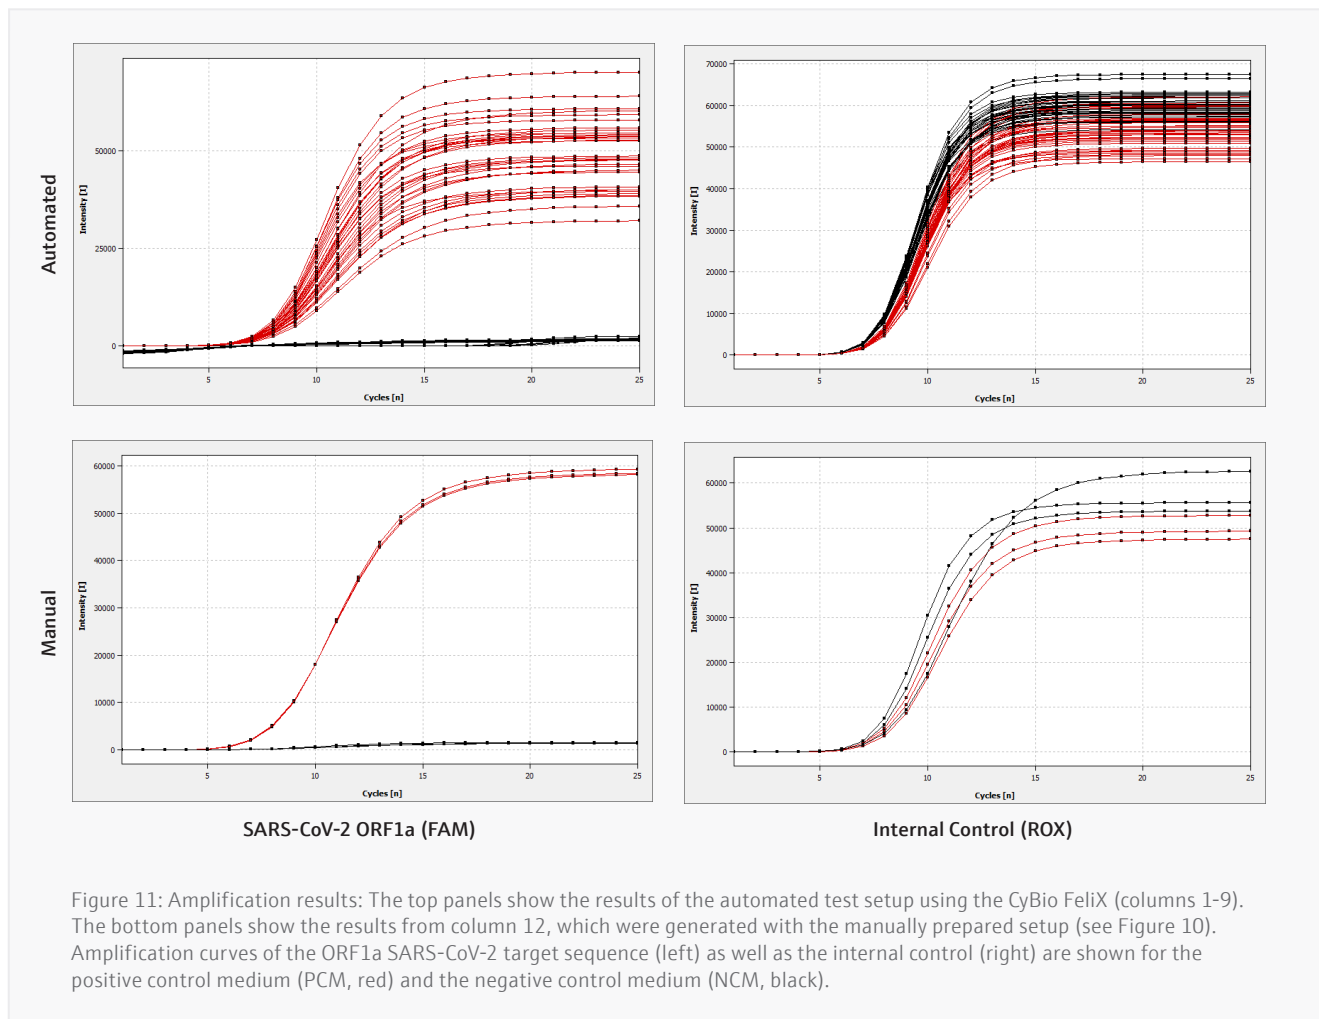 Automated
Intensity [I]
50000
25000
0
5
10
15
20
25
Cycles [n]
Intensity [I]
70000
60000
50000
40000
30000
20000
10000
0
5
10
15
20
25
Cycles [n]
Manual
Intensity [I]
60000
50000
40000
30000
20000
10000
0
5
10
15
20
25
Cycles [n]
Intensity [I]
60000
50000
40000
30000
20000
10000
0
5
10
15
20
25
Cycles [n]
SARS-CoV-2 ORF1a (FAM)
Internal Control (ROX)
Figure 11: Amplification results: The top panels show the results of the automated test setup using the CyBio FeliX (columns 1-9).
The bottom panels show the results from column 12, which were generated with the manually prepared setup (see Figure 10).
Amplification curves of the ORF1a SARS-CoV-2 target sequence (left) as well as the internal control (right) are shown for the
positive control medium (PCM, red) and the negative control medium (NCM, black).